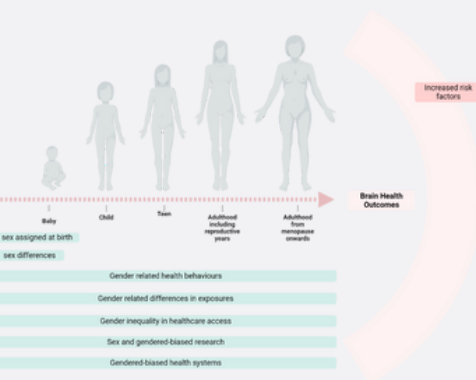 Increased risk
factors
Brain Health
Outcomes
Baby
Child
Teen
Adulthood
including
reproductive
years
Adulthood
from
menopause
onwards
sex assigned at birth
sex differences
Gender related health behaviours
Gender related differences in exposures
Gender inequality in healthcare access
Sex and gendered-biased research
Gendered-biased health systems